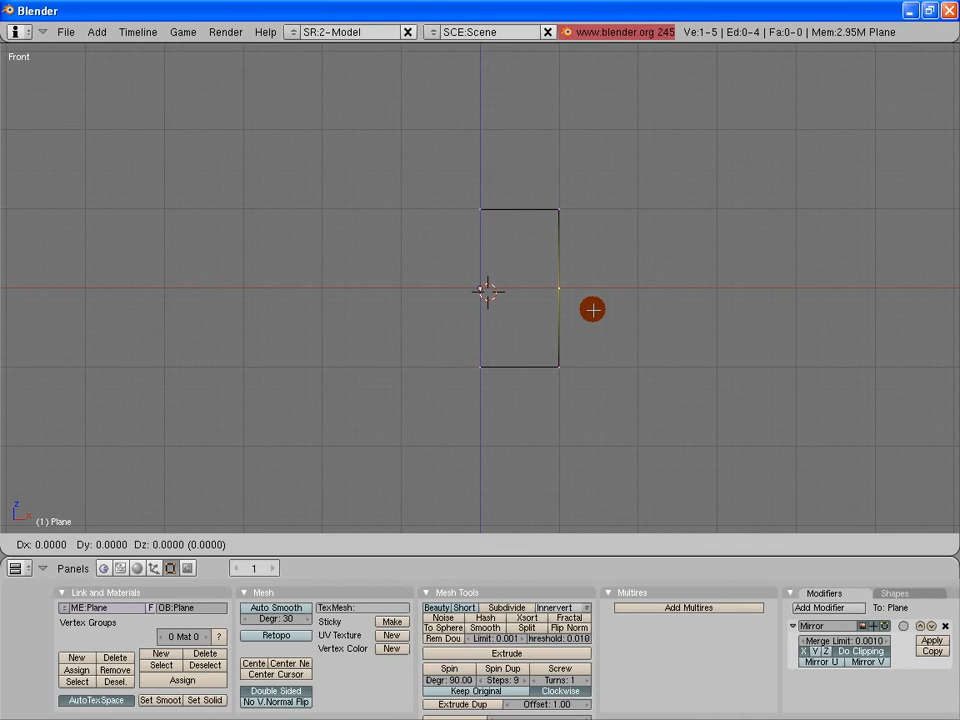 Blender
File Add Timeline Game Render Help SR:2-Model SCE:Scene www.blender.org 245 Ve:1-5 | Ed:0-4 | Fa:0-0 | Mem:2.95M Plane
Front
z
x
(1) Plane
Dx: 0.0000 Dy: 0.0000 Dz: 0.0000 (0.0000)
Panels 1
Link and Materials Mesh Mesh Tools Multires Modifiers Shapes
ME:Plane F OB:Plane Auto Smooth TexMesh: Beauty Short Subdivide Innervert Add Multires Add Modifier To: Plane
Vertex Groups Degr: 30 Sticky Make Noise Hash Xsort Fractal
To Sphere Smooth Split Flip Norm Mirror
0 Mat 0 ? Retopo UV Texture New Rem Dou Limit: 0.001 hreshold: 0.010 Merge Limit: 0.0010 Apply
Vertex Color New Extrude X Y Z Do Clipping Copy
New Delete New Delete Cente Center Ne Spin Spin Dup Screw Mirror U Mirror V
Assign Remove Select Deselect Center Cursor Degr: 90.00 Steps: 9 Turns: 1
Select Desel. Assign Double Sided Keep Original Clockwise
AutoTexSpace Set Smoot Set Solid No V.Normal Flip Extrude Dup Offset: 1.00